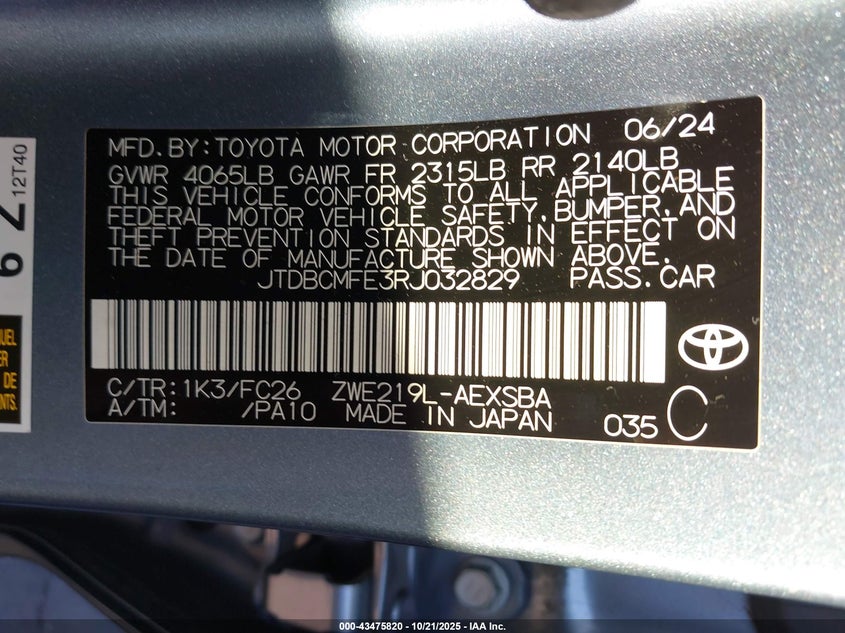 MFD. BY: TOYOTA MOTOR CORPORATION 06/24
GVWR 4065LB GAWR FR 2315LB RR 2140LB
THIS VEHICLE CONFORMS TO ALL APPLICABLE
FEDERAL MOTOR VEHICLE SAFETY, BUMPER, AND
THEFT PREVENTION STANDARDS IN EFFECT ON
THE DATE OF MANUFACTURE SHOWN ABOVE.
JTDBCMFE3RJ032829 PASS. CAR
C/TR: 1K3/FC26 ZWE219L-AEXSBA
A/TM: /PA10 MADE IN JAPAN 035 C
12T40
6 Z
DE
000-43475820 - 10/21/2025 - IAA Inc.